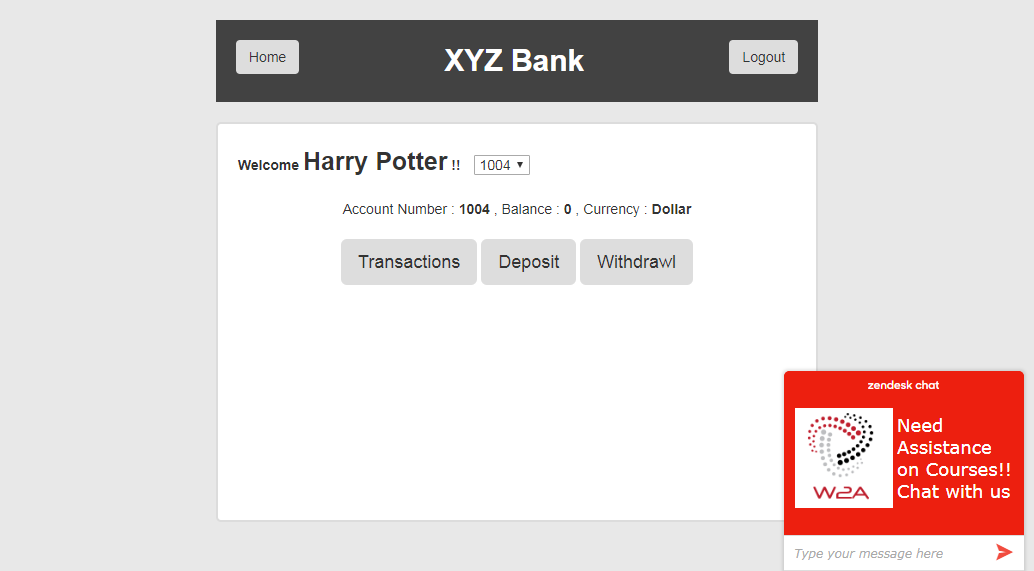 Home XYZ Bank Logout
Welcome Harry Potter !! 1004
Account Number : 1004 , Balance : 0 , Currency : Dollar
Transactions Deposit Withdrawl
zendesk chat
W2A
Need
Assistance
on Courses!!
Chat with us
Type your message here